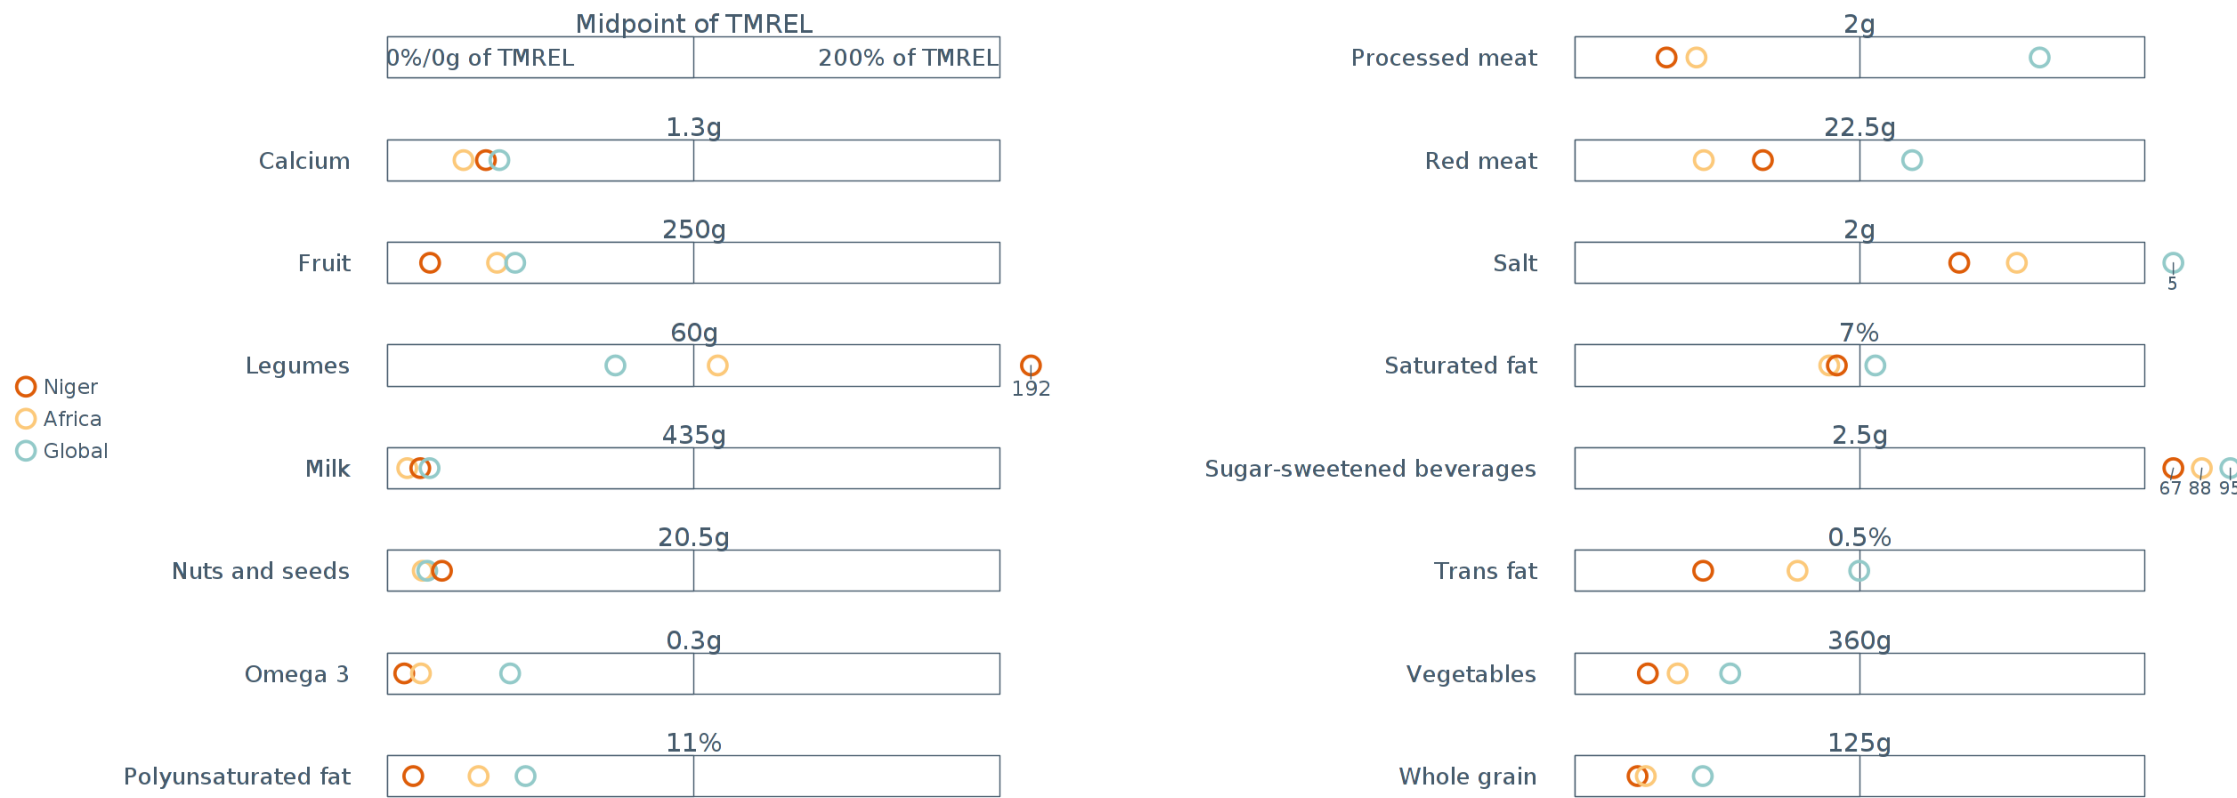 Midpoint of TMREL
0%/0g of TMREL
200% of TMREL
1.3g
Calcium
250g
Fruit
60g
Legumes
192
435g
Milk
20.5g
Nuts and seeds
0.3g
Omega 3
11%
Polyunsaturated fat
Niger
Africa
Global
2g
Processed meat
22.5g
Red meat
2g
Salt
5
7%
Saturated fat
2.5g
Sugar-sweetened beverages
67 88 95
0.5%
Trans fat
360g
Vegetables
125g
Whole grain